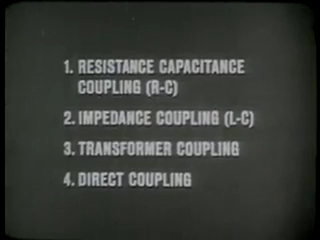 1. RESISTANCE CAPACITANCE
COUPLING (R-C)
2. IMPEDANCE COUPLING (L-C)
3. TRANSFORMER COUPLING
4. DIRECT COUPLING